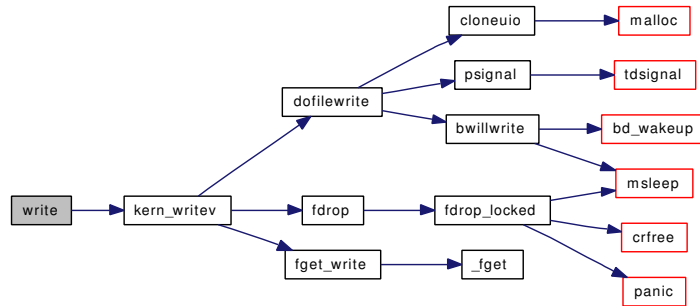 cloneuio
malloc
psignal
tdsignal
dofilewrite
bwillwrite
bd_wakeup
msleep
write
kern_writev
fdrop
fdrop_locked
crfree
fget_write
_fget
panic